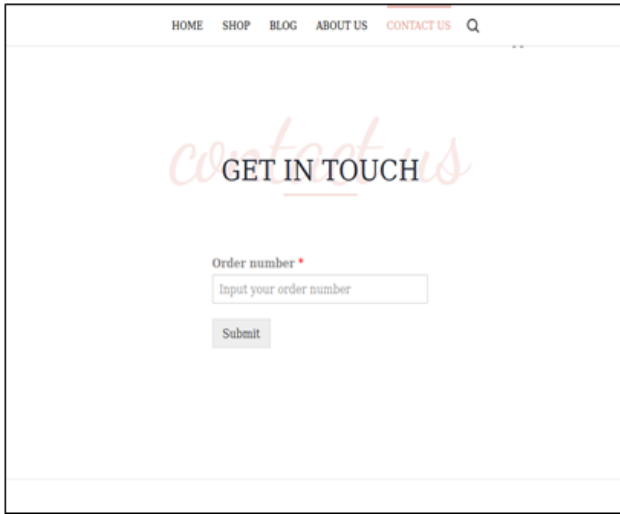 HOME SHOP BLOG ABOUT US CONTACT US
contact us
GET IN TOUCH
Order number *
Input your order number
Submit